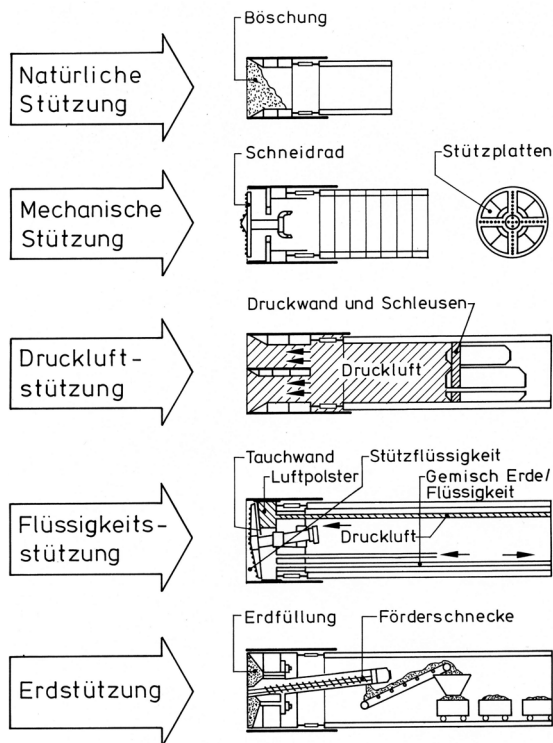 Böschung
Natürliche
Stützung
Schneidrad
Stützplatten
Mechanische
Stützung
Druckwand und Schleusen
Druckluft-
stützung
Druckluft
Tauchwand
Luftpolster
Stützflüssigkeit
Gemisch Erde/
Flüssigkeit
Flüssigkeits-
stützung
Druckluft
Erdfüllung
Förderschnecke
Erdstützung